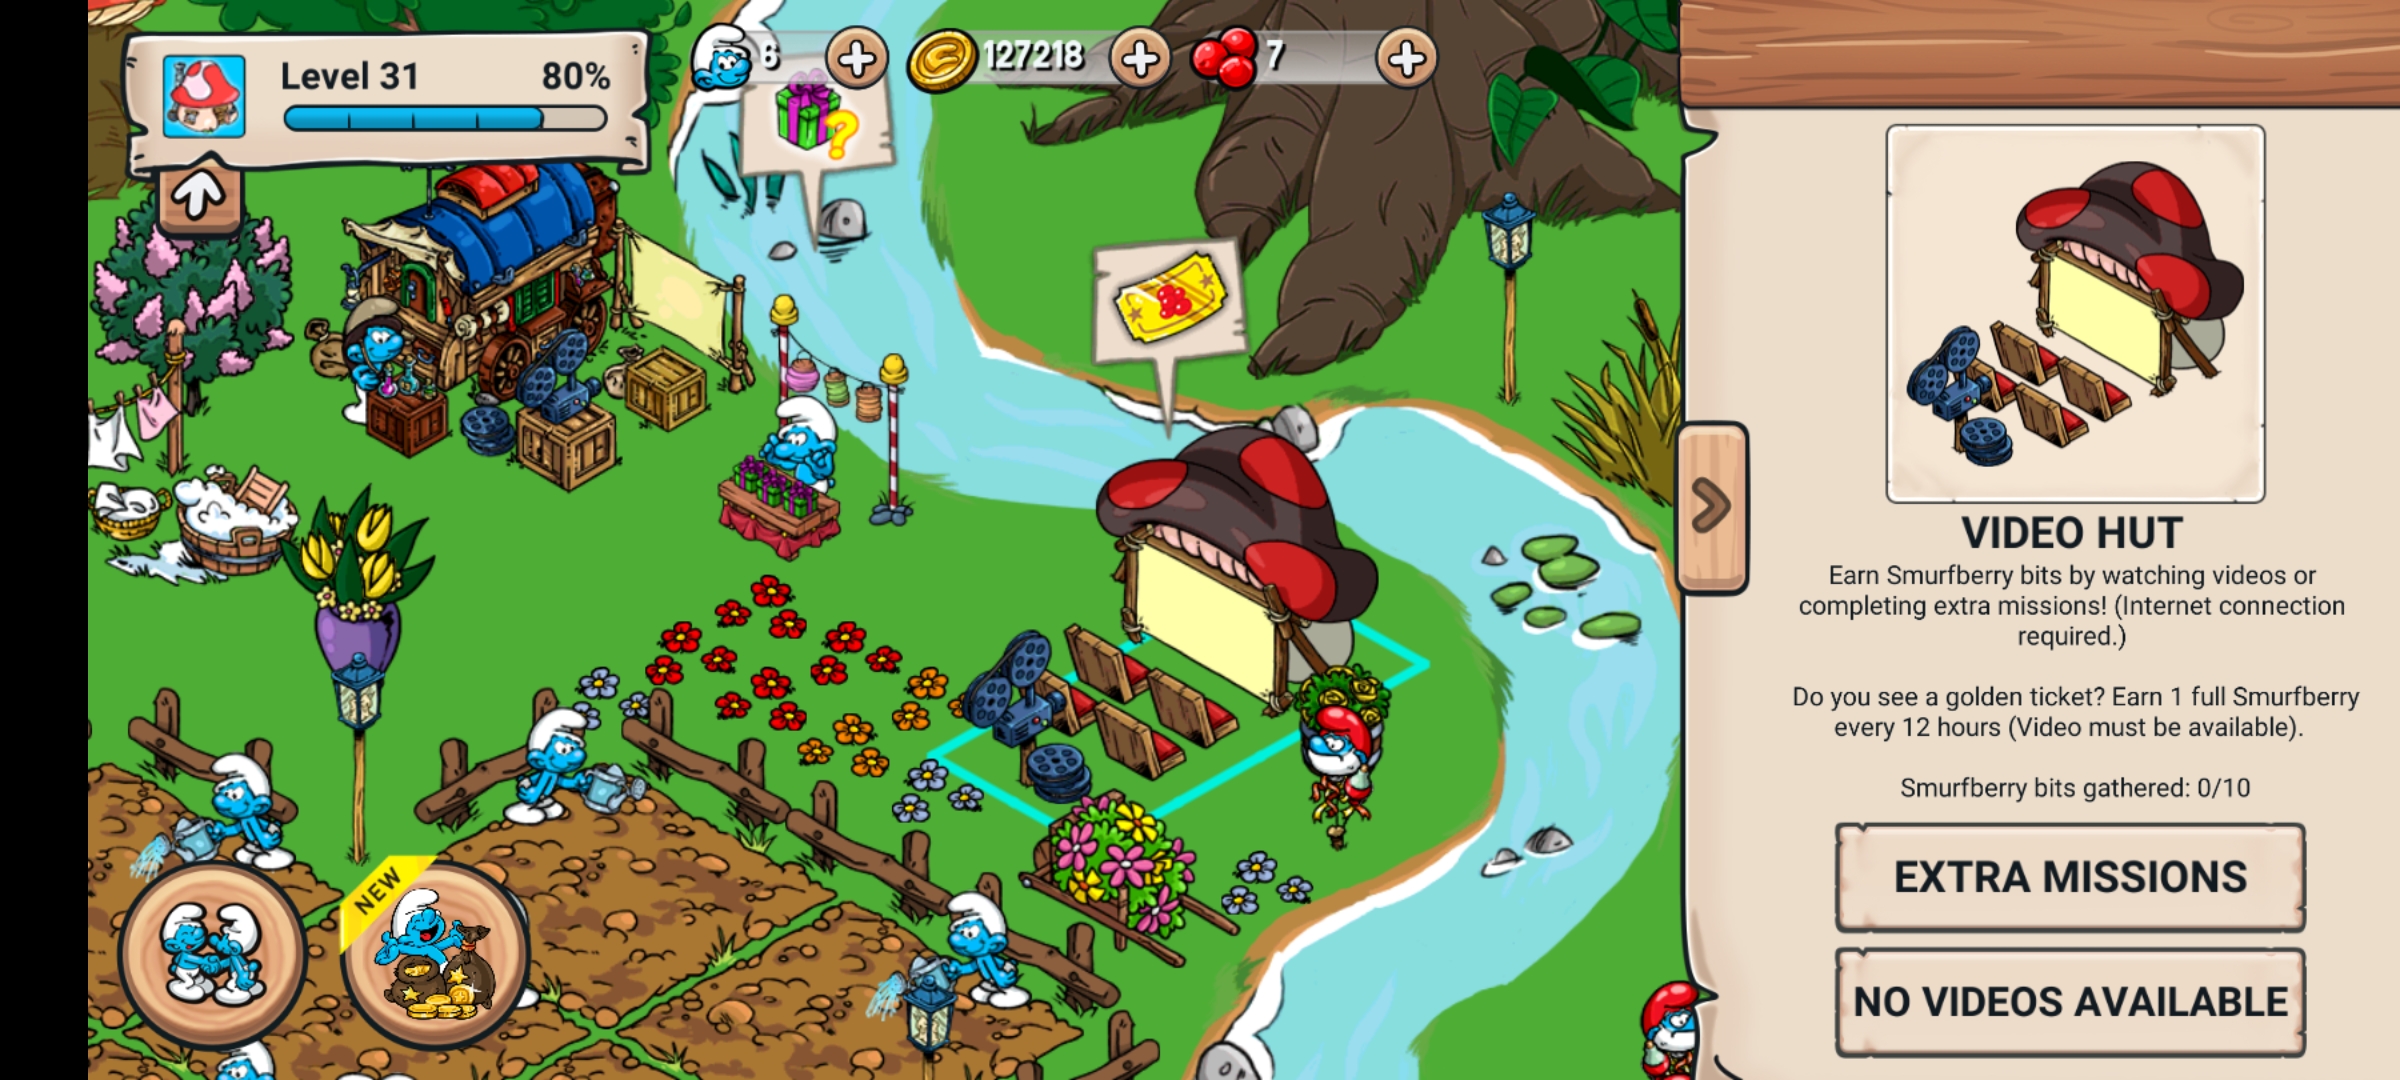 Level 31
80%
6
127218
7
VIDEO HUT
Earn Smurfberry bits by watching videos or
completing extra missions! (Internet connection
required.)
Do you see a golden ticket? Earn 1 full Smurfberry
every 12 hours (Video must be available).
Smurfberry bits gathered: 0/10
EXTRA MISSIONS
NO VIDEOS AVAILABLE
NEW